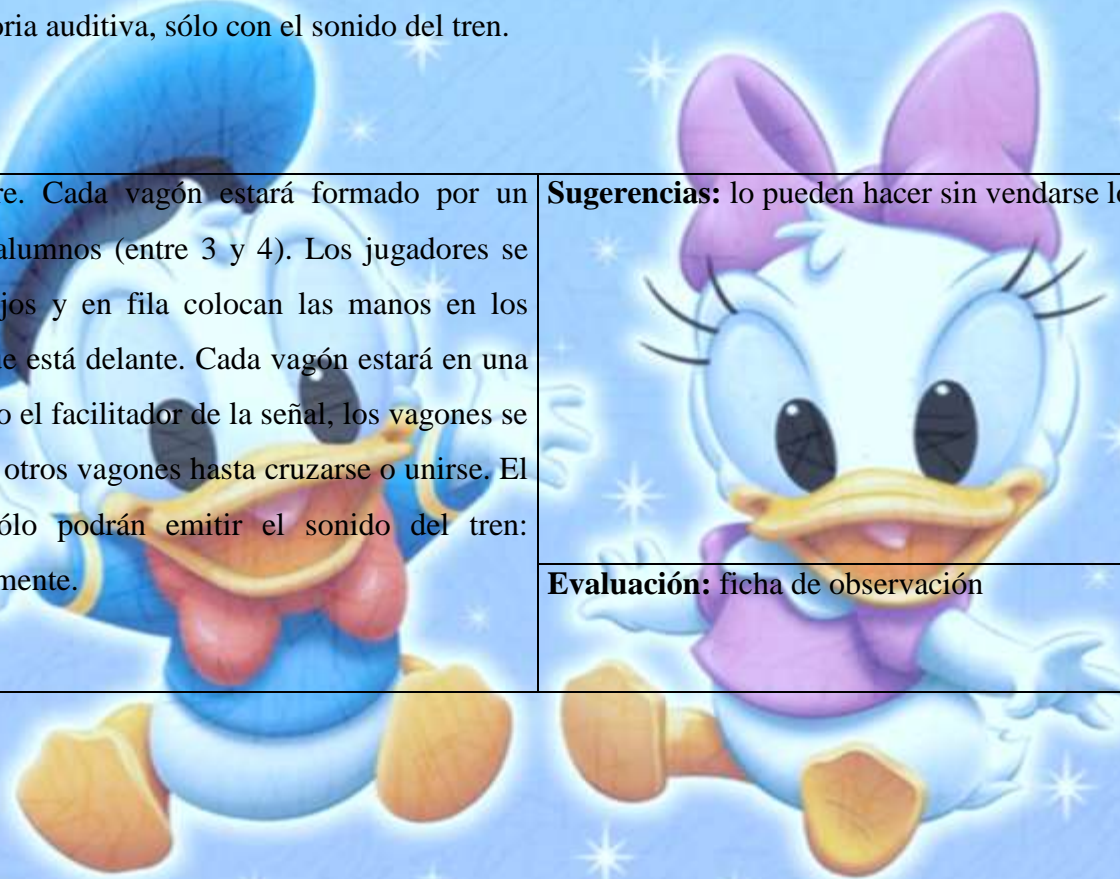 oria auditiva, sólo con el sonido del tren.
re. Cada vagón estará formado por un
alumnos (entre 3 y 4). Los jugadores se
jos y en fila colocan las manos en los
e está delante. Cada vagón estará en una
o el facilitador de la señal, los vagones se
otros vagones hasta cruzarse o unirse. El
ólo podrán emitir el sonido del tren:
mente.
Sugerencias: lo pueden hacer sin vendarse lo
Evaluación: ficha de observación